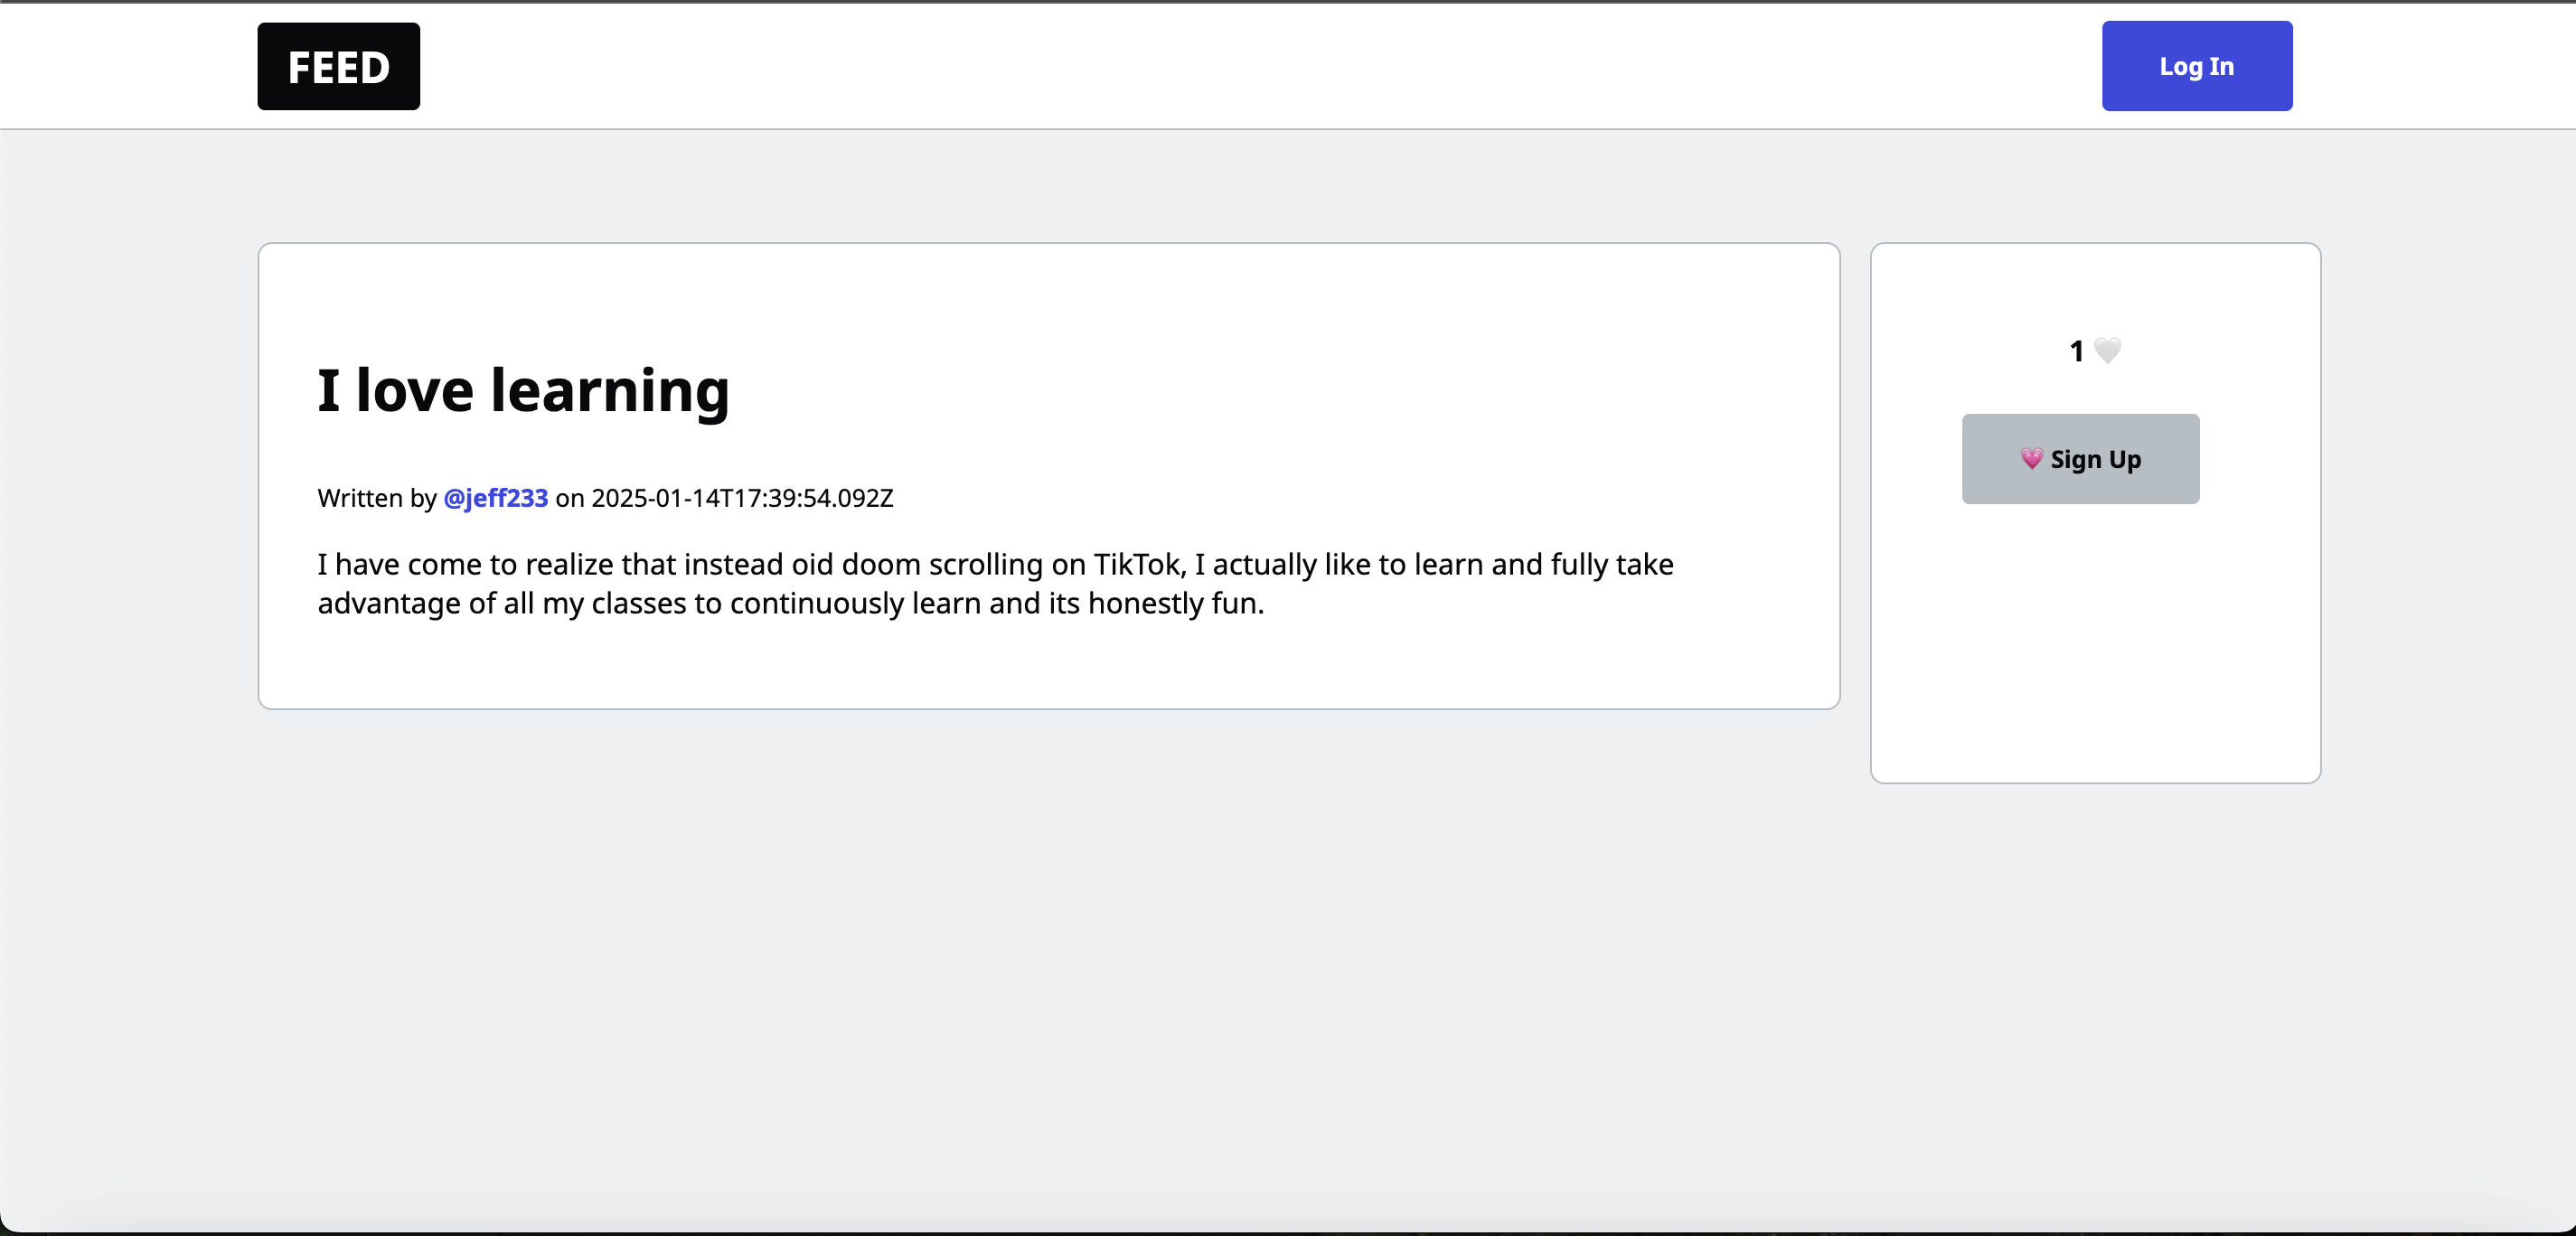 FEED
Log In
I love learning
Written by @jeff233 on 2025-01-14T17:39:54.092Z
I have come to realize that instead oid doom scrolling on TikTok, I actually like to learn and fully take
advantage of all my classes to continuously learn and its honestly fun.
1 🤍
💗 Sign Up